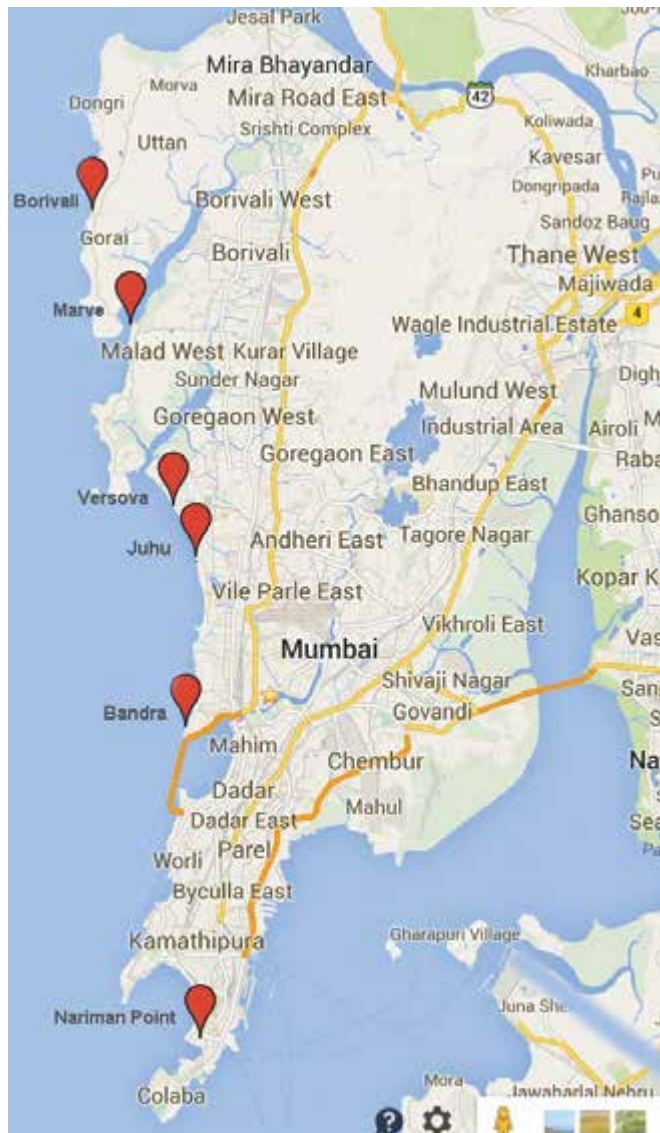 Jesal Park
Mira Bhayandar
Kharbao
Morva
Dongri
Mira Road East
42
Srishti Complex
Koliwada
Uttan
Kavesar
Dongripada
Borivali
Borivali West
Sandoz Baug
Gorai
Borivali
Thane West
Majiwada
Marve
Wagle Industrial Estate
4
Malad West
Kurar Village
Sunder Nagar
Mulund West
Goregaon West
Industrial Area
Airoli
Goregaon East
Bhandup East
Versova
Juhu
Andheri East
Tagore Nagar
Vile Parle East
Kopar K
Vikhroli East
Mumbai
Shivaji Nagar
Bandra
Govandi
Mahim
Chembur
Dadar
Mahul
Dadar East
Parel
Worli
Byculla East
Kamathipura
Gharapuri Village
Nariman Point
Mora
Jawaharlal Nehru
Colaba
?